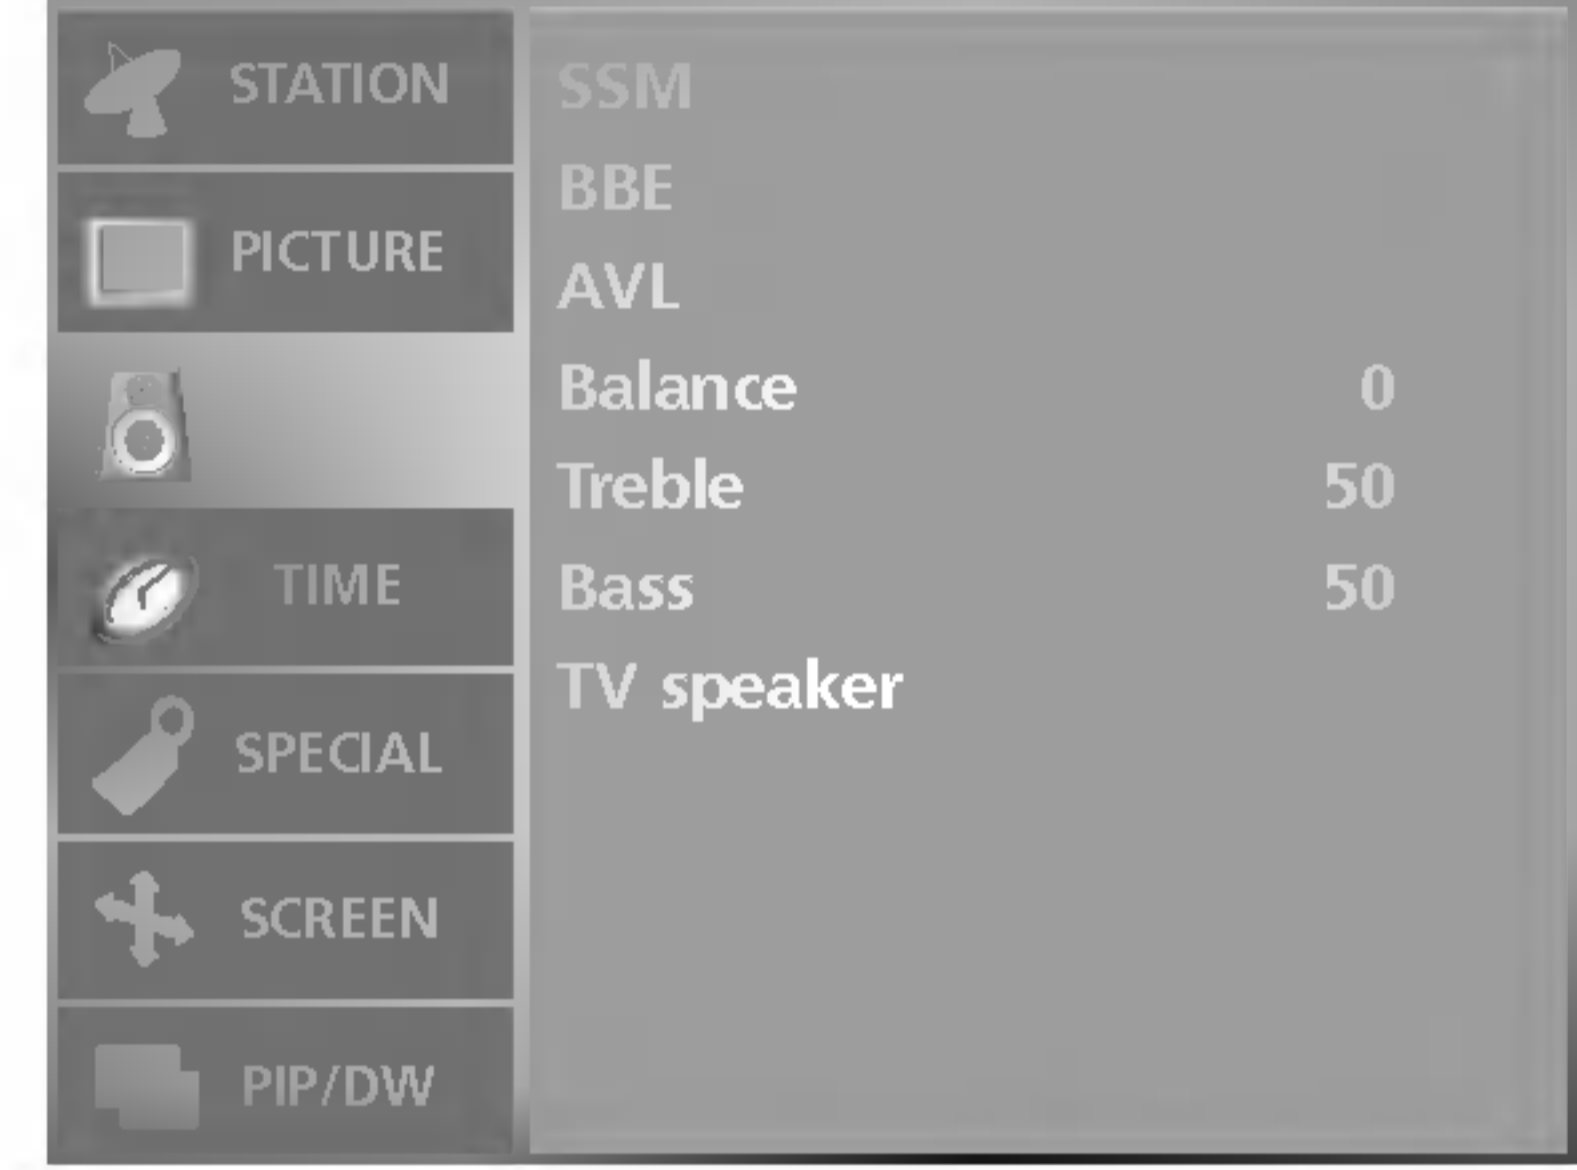 STATION
PICTURE
TIME
SPECIAL
SCREEN
PIP/DW
SSM
BBE
AVL
Balance 0
Treble 50
Bass 50
TV speaker